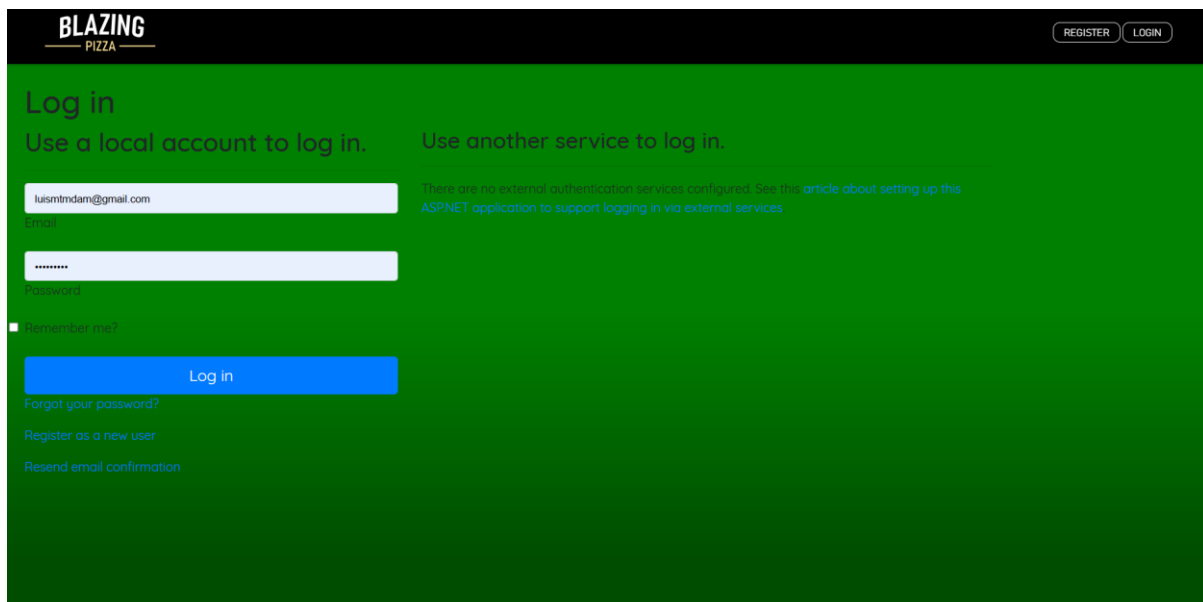 BLAZING
PIZZA
REGISTER
LOGIN
Log in
Use a local account to log in.
luismtmdam@gmail.com
Email
•••••••••
Password
Remember me?
Log in
Forgot your password?
Register as a new user
Resend email confirmation
Use another service to log in.
There are no external authentication services configured. See this article about setting up this
ASP.NET application to support logging in via external services